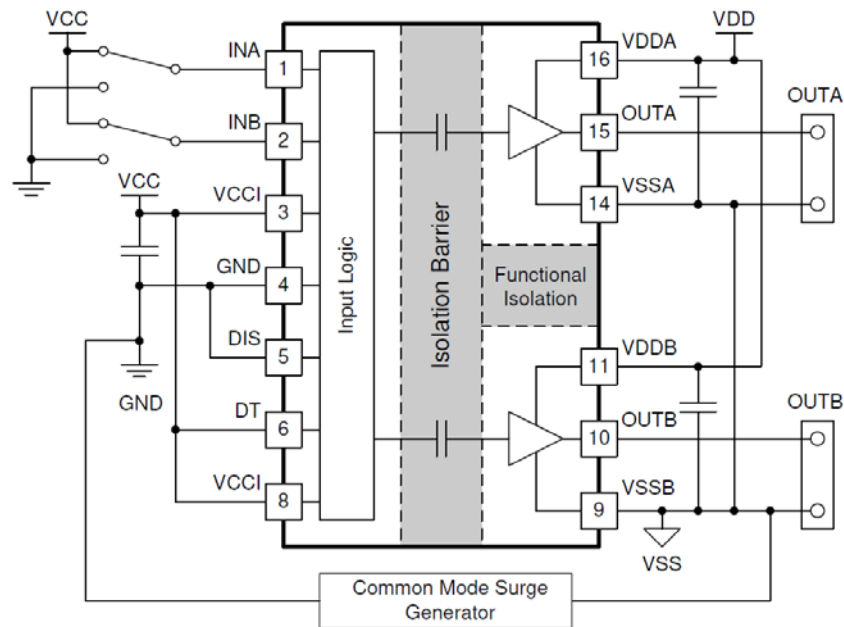 VCC
INA
1
INB
2
VCC
VCCI
3
GND
4
DIS
5
GND
DT
6
VCCI
8
Input Logic
Isolation Barrier
Functional
Isolation
16
VDDA
VDD
15
OUTA
OUTA
14
VSSA
11
VDDB
10
OUTB
OUTB
9
VSSB
VSS
Common Mode Surge
Generator